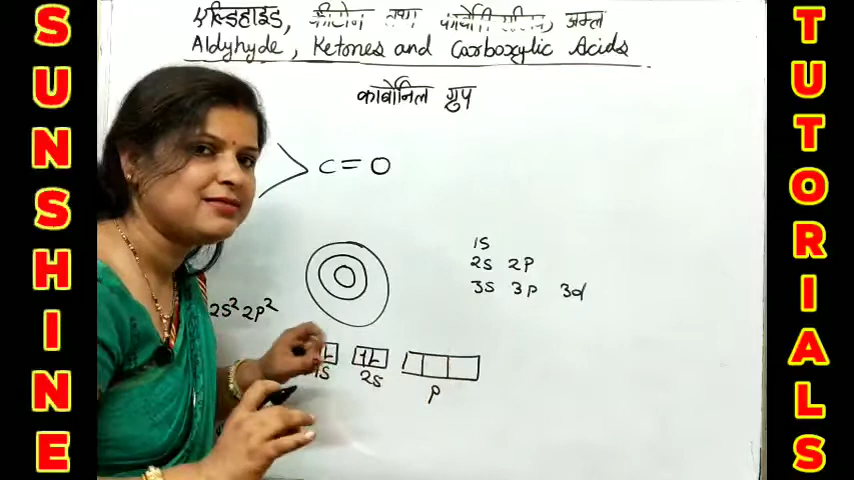 SUNSHINE
TUTORIALS
एल्डिहाइड, कीटोन तथा कार्बोक्सिलिक अम्ल
Aldyhyde, Ketones and Carboxylic Acids
कार्बोनिल ग्रुप
> C = O
1S
2S 2P
3S 3P 3d
2S² 2P²
1S 2S P